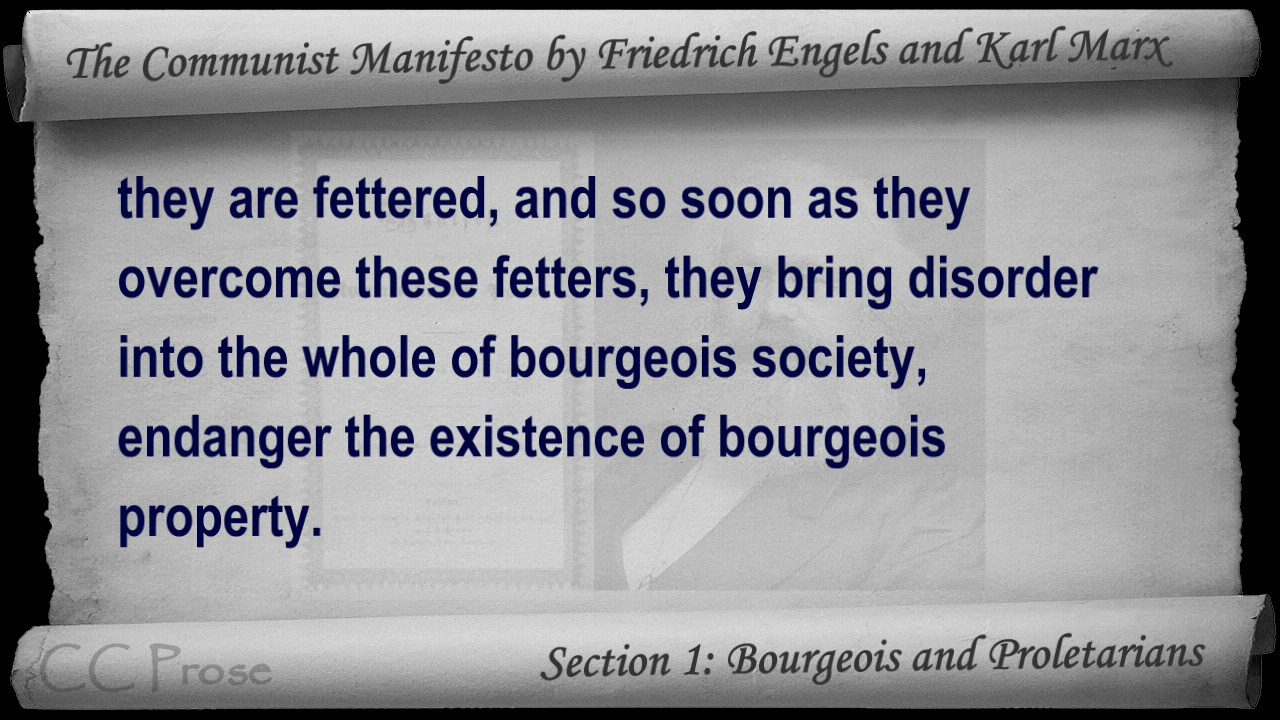 The Communist Manifesto by Friedrich Engels and Karl Marx
they are fettered, and so soon as they
overcome these fetters, they bring disorder
into the whole of bourgeois society,
endanger the existence of bourgeois
property.
CC Prose
Section 1: Bourgeois and Proletarians